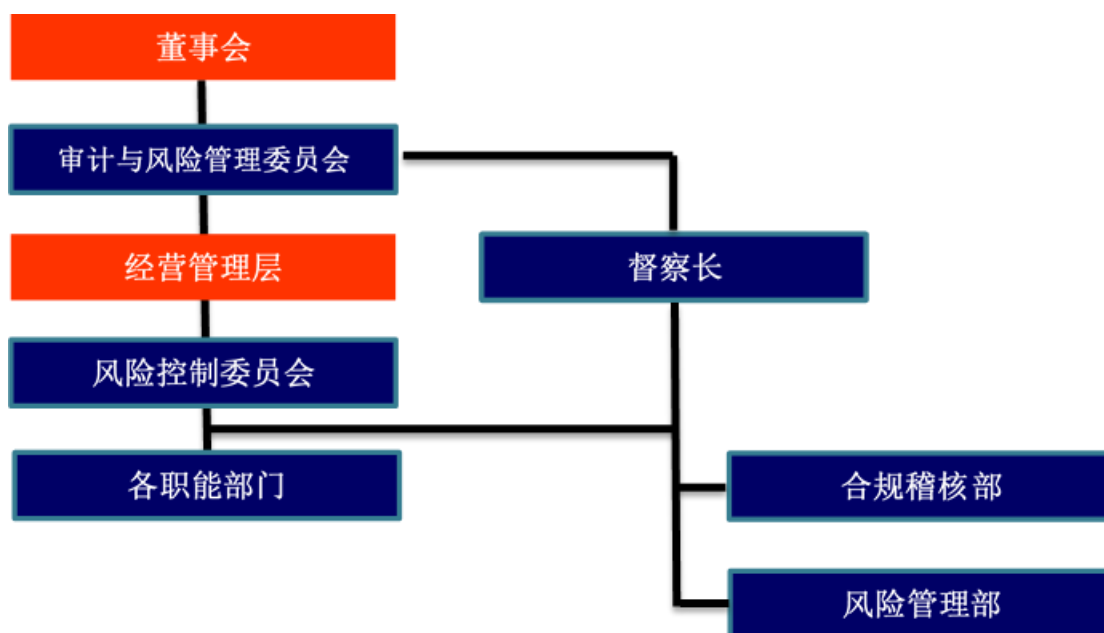 董事会
审计与风险管理委员会
经营管理层
督察长
风险控制委员会
各职能部门
合规稽核部
风险管理部